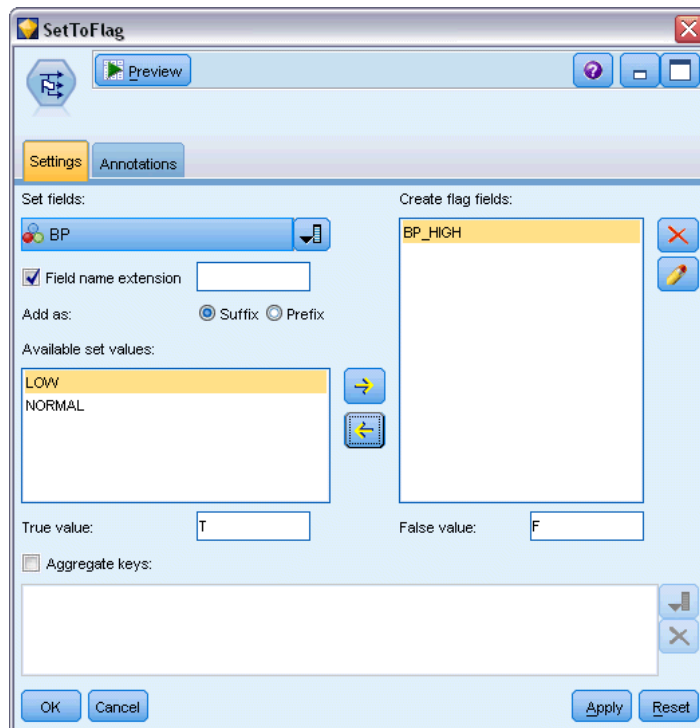 SetToFlag
Preview
?
Settings
Annotations
Set fields:
Create flag fields:
BP
BP_HIGH
Field name extension
Add as:
Suffix
Prefix
Available set values:
LOW
NORMAL
True value:
T
False value:
F
Aggregate keys:
OK
Cancel
Apply
Reset